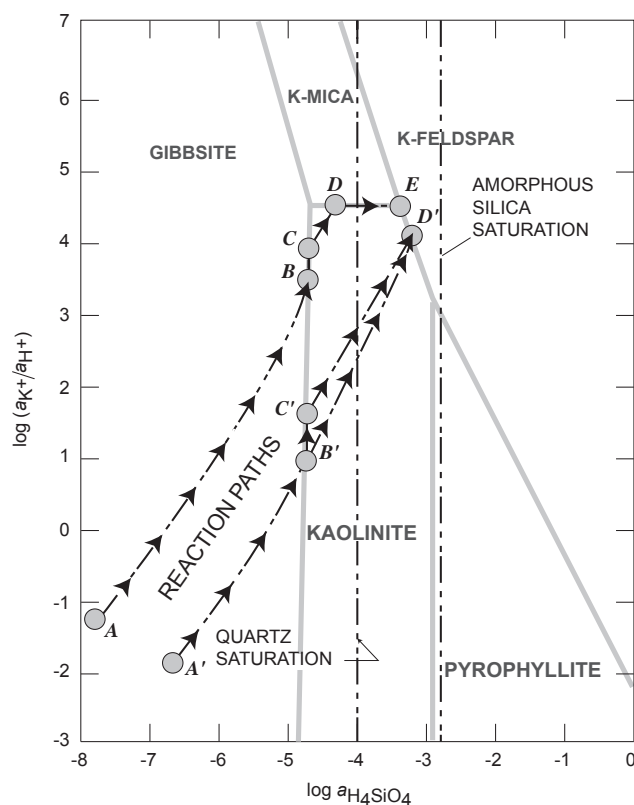 7
6
5
4
3
2
1
0
-1
-2
-3
log (aK+/aH+)
-8
-7
-6
-5
-4
-3
-2
-1
0
log aH4SiO4
K-MICA
GIBBSITE
K-FELDSPAR
AMORPHOUS
SILICA
SATURATION
D
E
D'
C
B
C'
B'
REACTION PATHS
KAOLINITE
A
A'
QUARTZ
SATURATION
PYROPHYLLITE